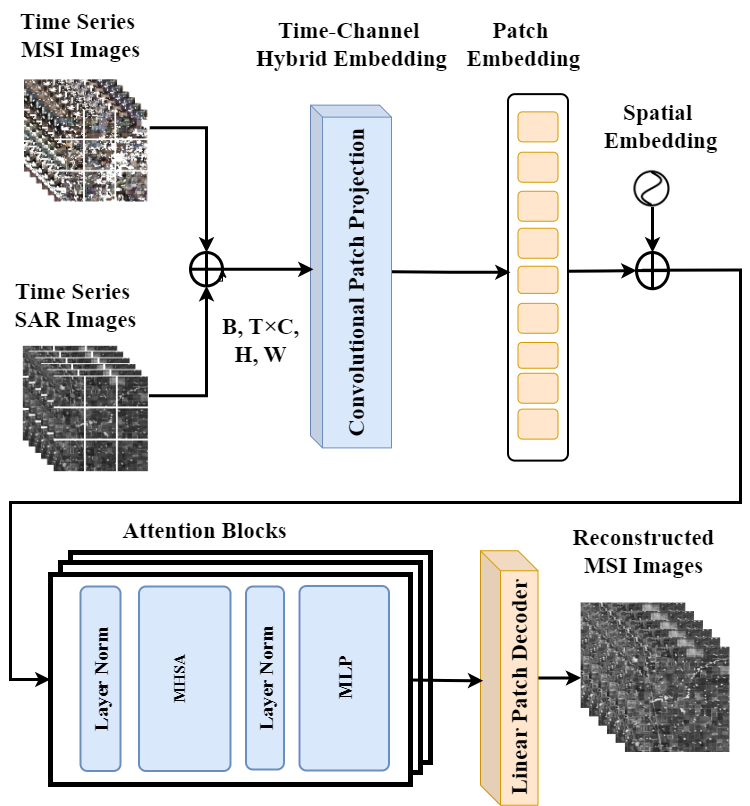 Time Series
MSI Images
Time-Channel
Hybrid Embedding
Patch
Embedding
Spatial
Embedding
Convolutional Patch Projection
Time Series
SAR Images
B, T×C,
H, W
Attention Blocks
Layer Norm
MHSA
Layer Norm
MLP
Linear Patch Decoder
Reconstructed
MSI Images